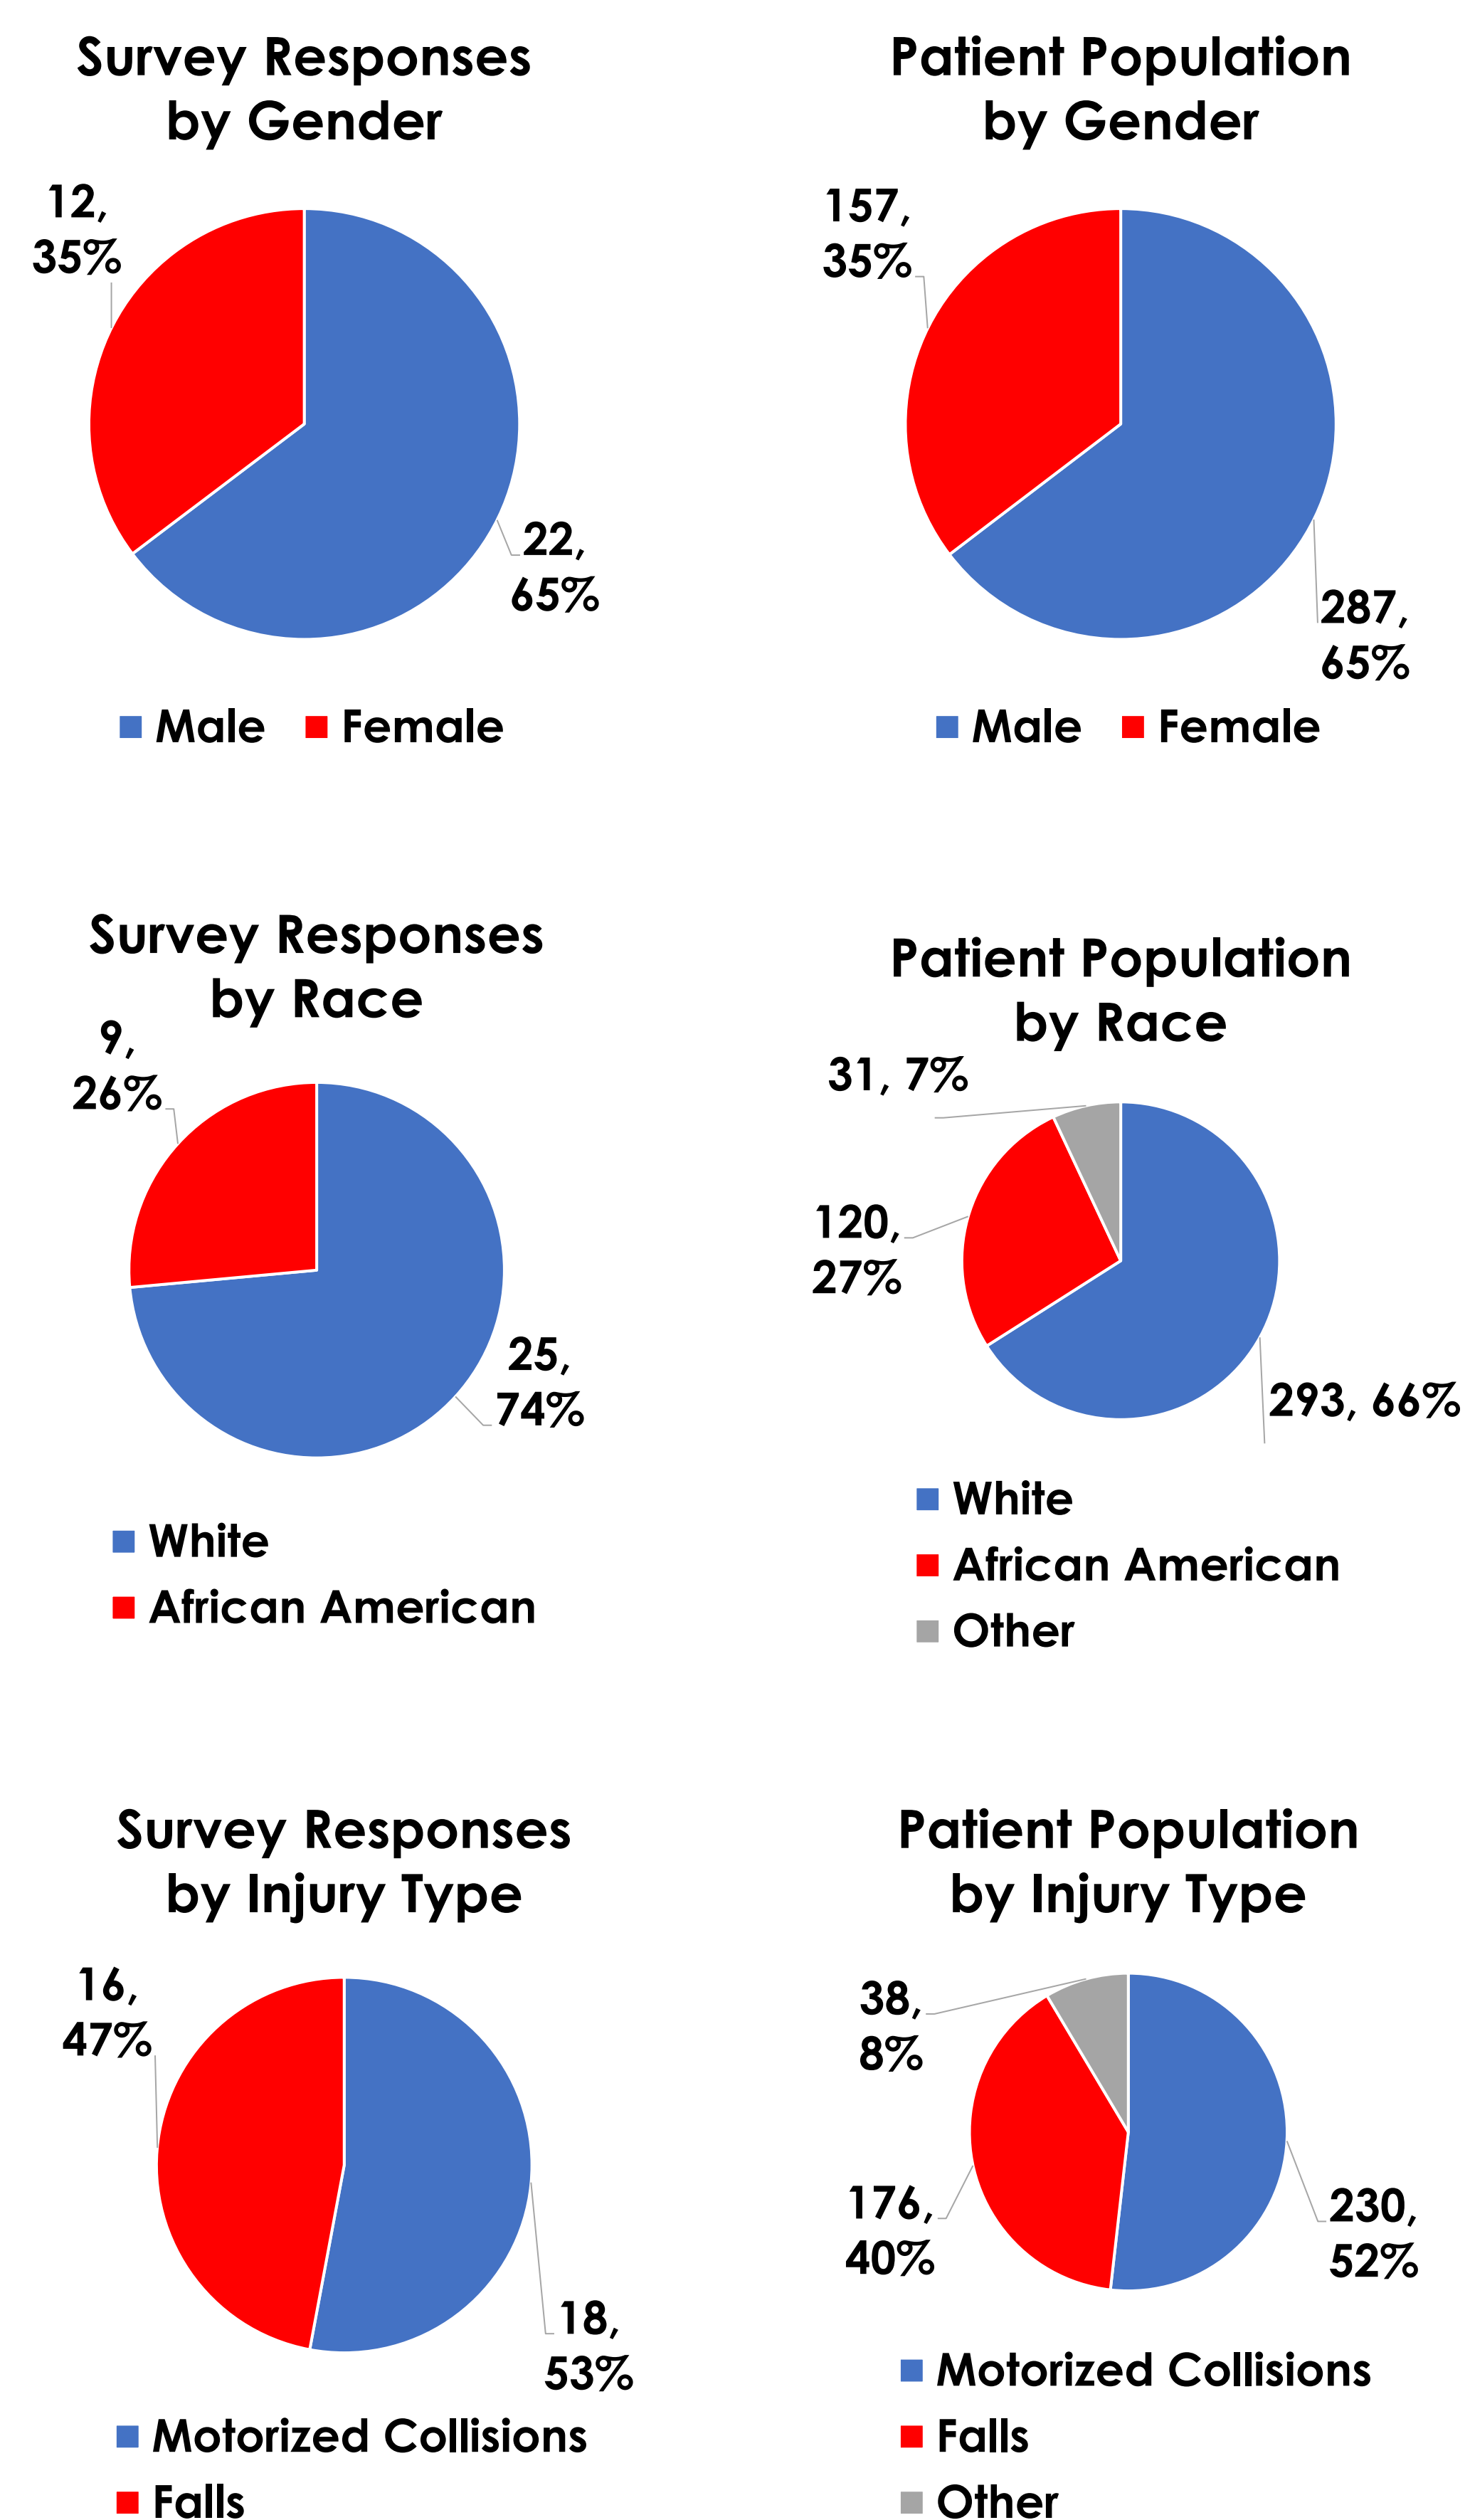 Survey Responses
by Gender
12,
35%
22,
65%
Male Female
Patient Population
by Gender
157,
35%
287,
65%
Male Female
Survey Responses
by Race
9,
26%
25,
74%
White
African American
Patient Population
by Race
31, 7%
120,
27%
293, 66%
White
African American
Other
Survey Responses
by Injury Type
16,
47%
18,
53%
Motorized Collisions
Falls
Patient Population
by Injury Type
38,
8%
176,
40%
230,
52%
Motorized Collisions
Falls
Other